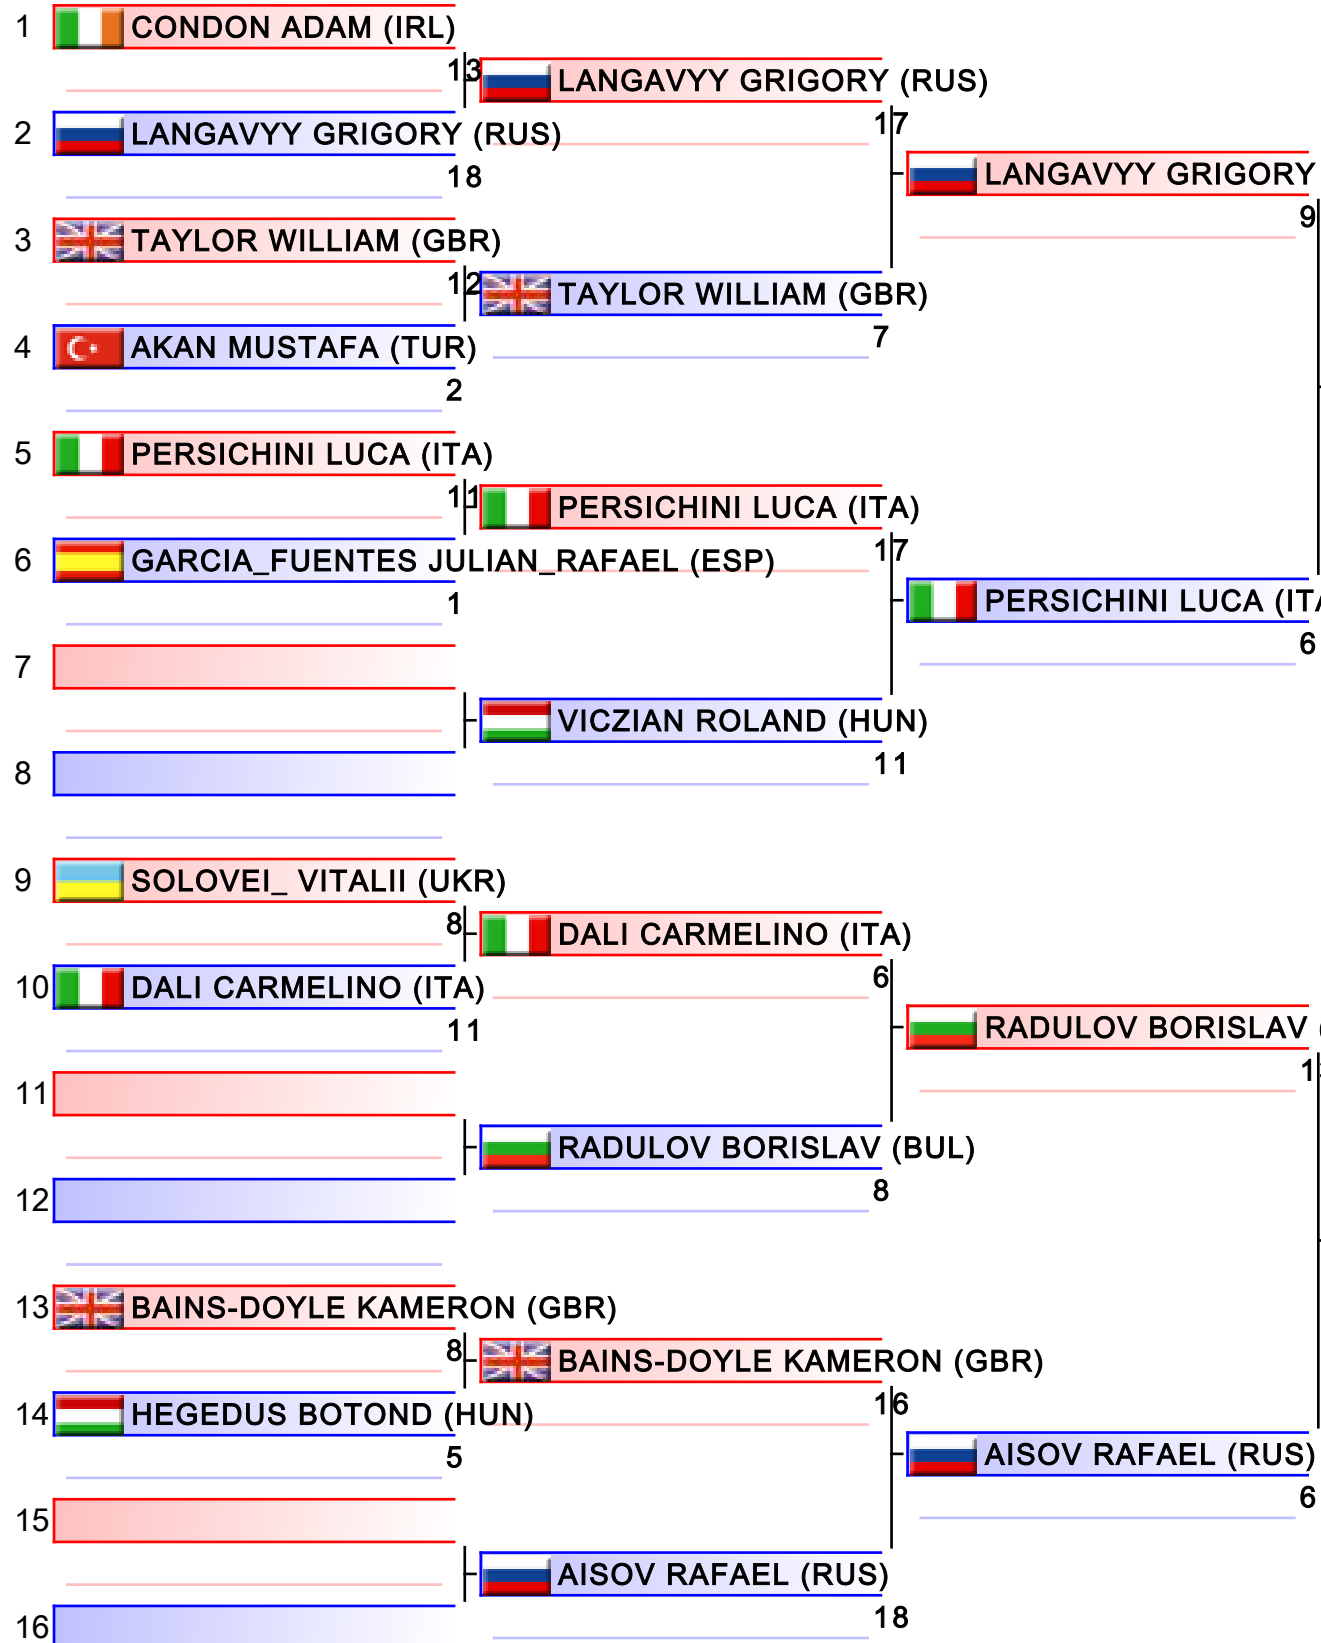 1 CONDON ADAM (IRL)
13
LANGAVYY GRIGORY (RUS)
17
2 LANGAVYY GRIGORY (RUS)
18
LANGAVYY GRIGORY
9
3 TAYLOR WILLIAM (GBR)
12
TAYLOR WILLIAM (GBR)
7
4 AKAN MUSTAFA (TUR)
2
5 PERSICHINI LUCA (ITA)
11
PERSICHINI LUCA (ITA)
17
6 GARCIA_FUENTES JULIAN_RAFAEL (ESP)
1
PERSICHINI LUCA (ITA
6
7
VICZIAN ROLAND (HUN)
11
8
9 SOLOVEI_ VITALII (UKR)
8
DALI CARMELINO (ITA)
6
10 DALI CARMELINO (ITA)
11
RADULOV BORISLAV (
11
RADULOV BORISLAV (BUL)
8
12
13 BAINS-DOYLE KAMERON (GBR)
8
BAINS-DOYLE KAMERON (GBR)
16
14 HEGEDUS BOTOND (HUN)
5
AISOV RAFAEL (RUS)
6
15
AISOV RAFAEL (RUS)
18
16